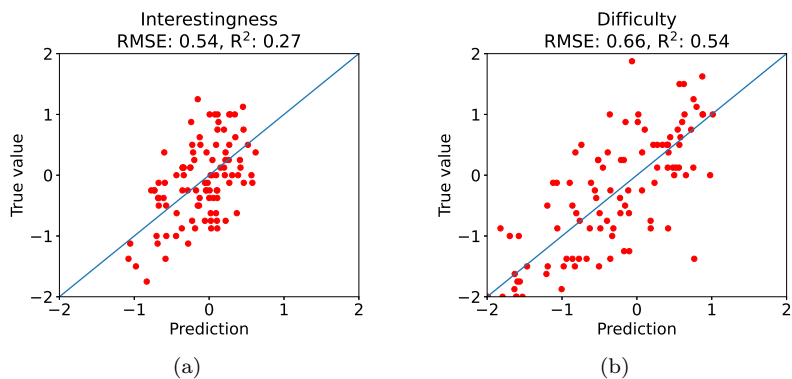 Interestingness
RMSE: 0.54, R²: 0.27
True value
2
1
0
−1
−2
−2 −1 0 1 2
Prediction
(a)
Difficulty
RMSE: 0.66, R²: 0.54
True value
2
1
0
−1
−2
−2 −1 0 1 2
Prediction
(b)